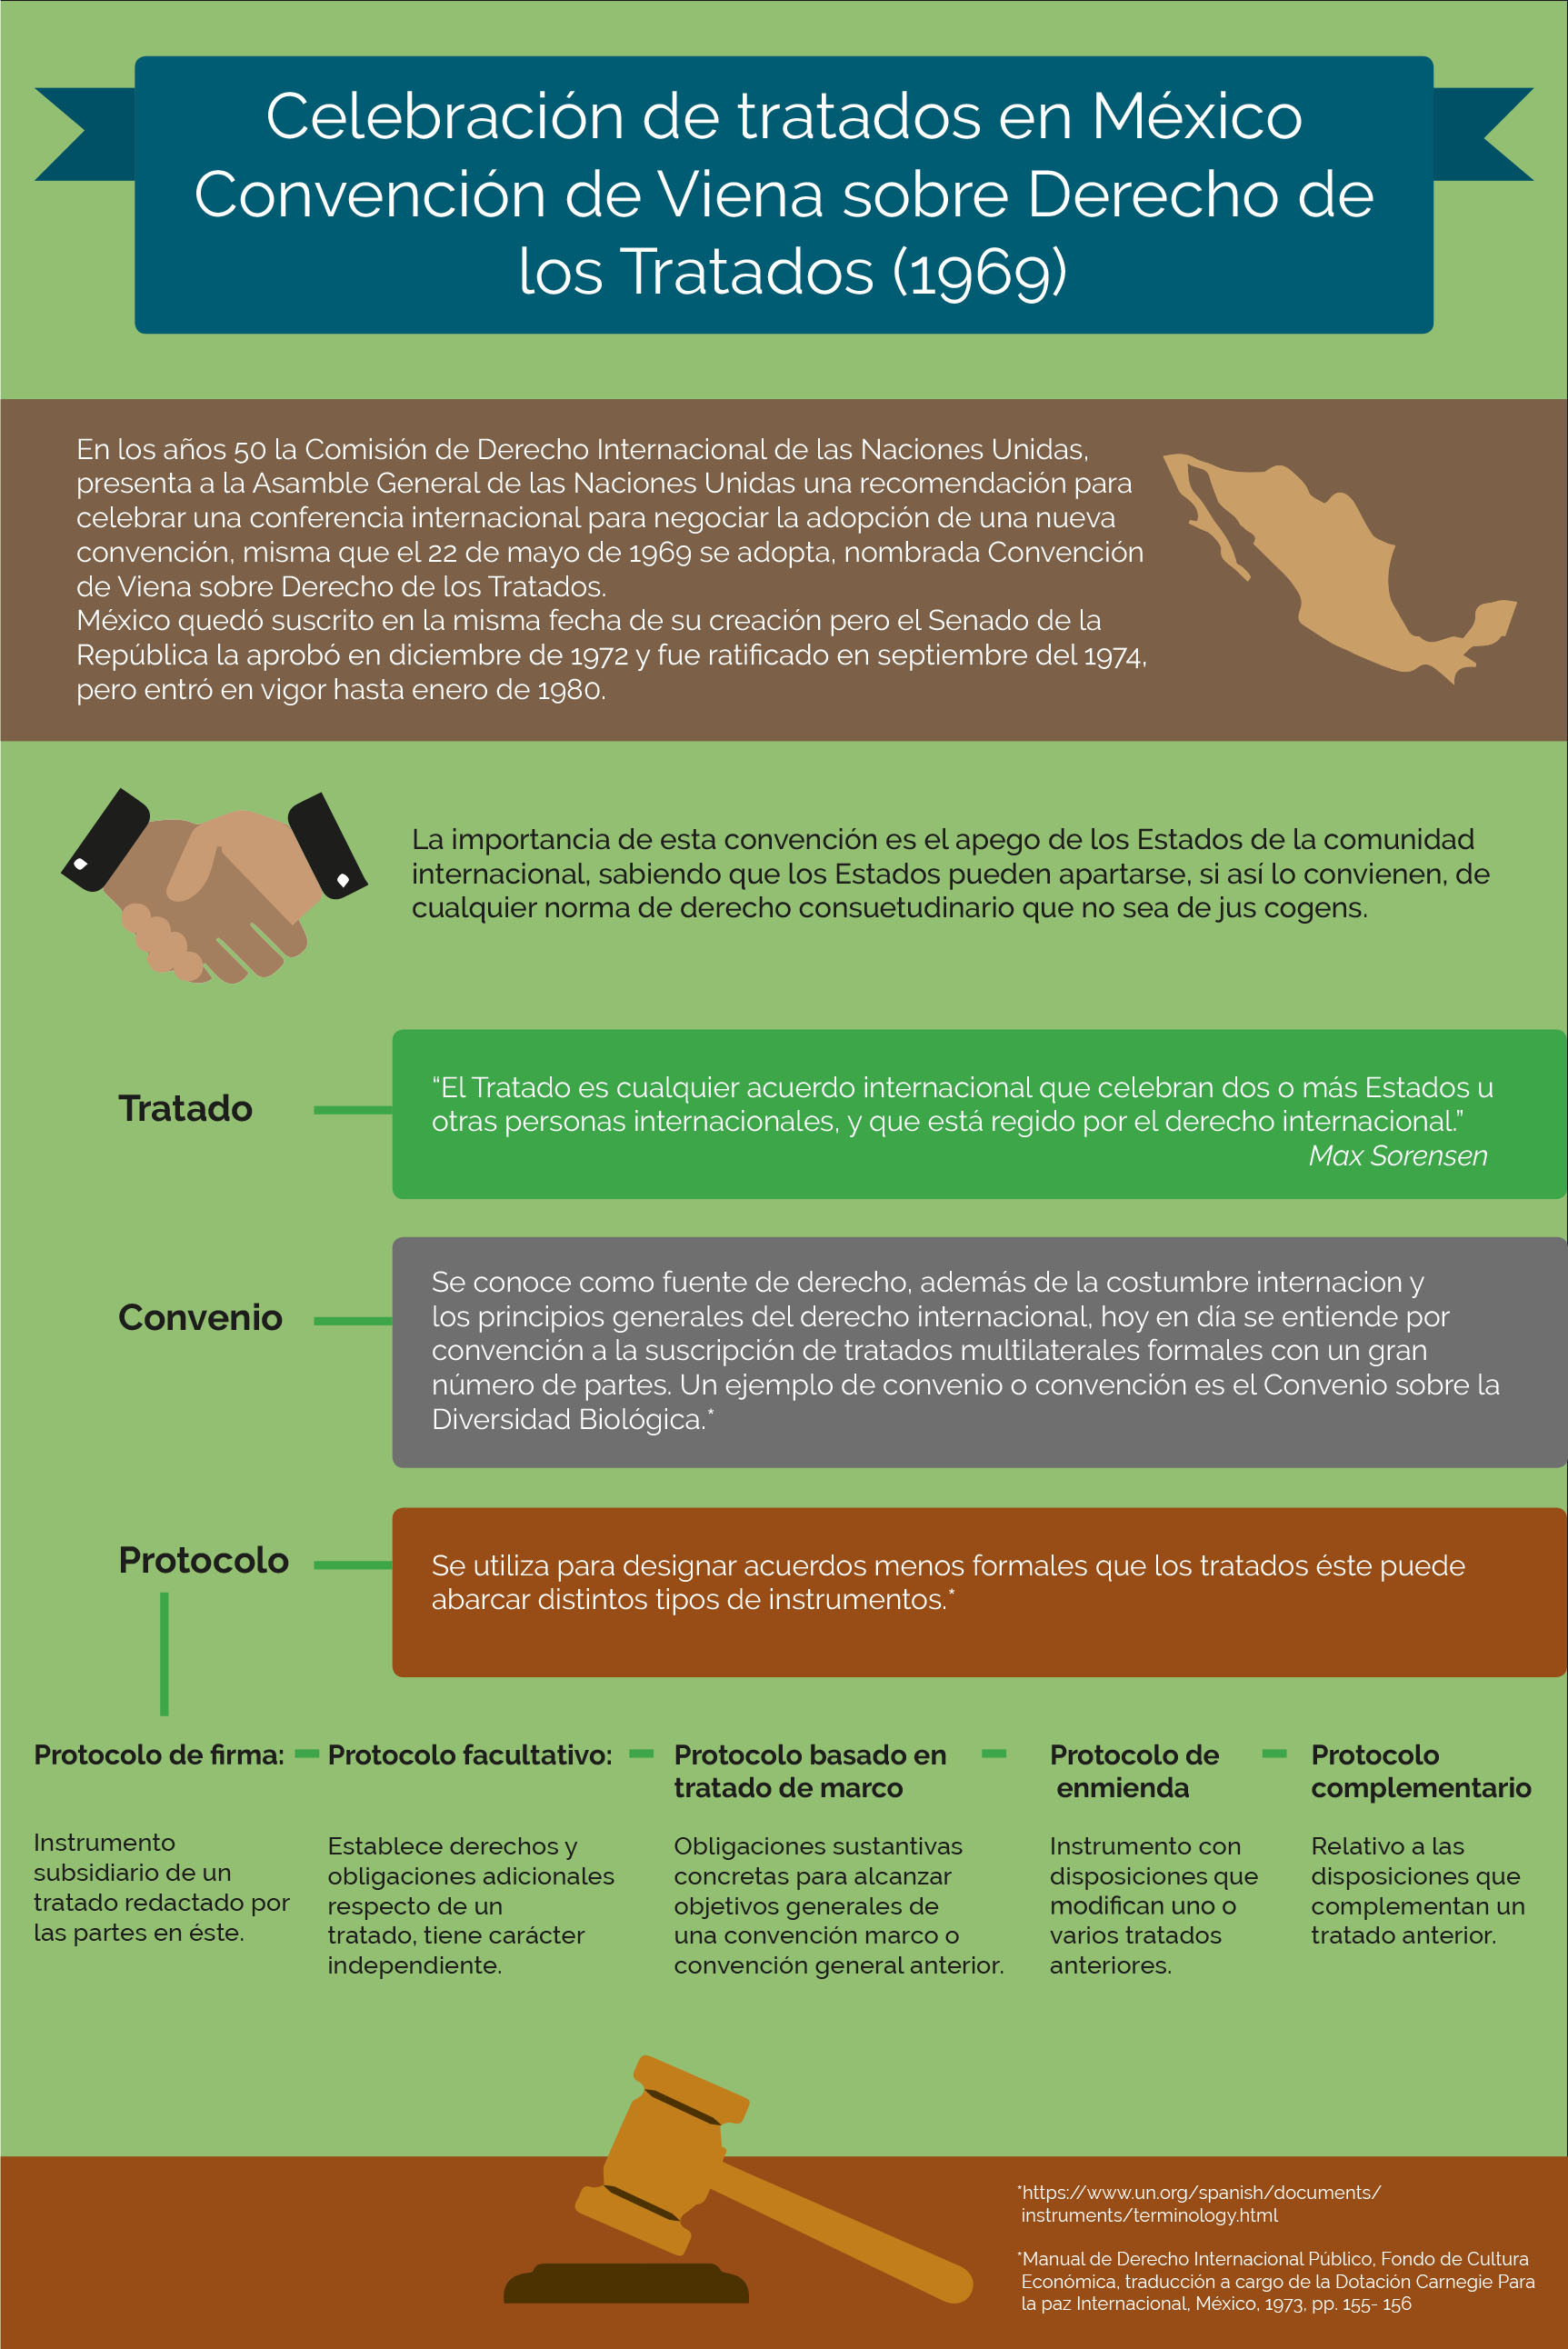 Celebración de tratados en México
Convención de Viena sobre Derecho de
los Tratados (1969)
En los años 50 la Comisión de Derecho Internacional de las Naciones Unidas,
presenta a la Asamble General de las Naciones Unidas una recomendación para
celebrar una conferencia internacional para negociar la adopción de una nueva
convención, misma que el 22 de mayo de 1969 se adopta, nombrada Convención
de Viena sobre Derecho de los Tratados.
México quedó suscrito en la misma fecha de su creación pero el Senado de la
República la aprobó en diciembre de 1972 y fue ratificado en septiembre del 1974,
pero entró en vigor hasta enero de 1980.
La importancia de esta convención es el apego de los Estados de la comunidad
internacional, sabiendo que los Estados pueden apartarse, si así lo convienen, de
cualquier norma de derecho consuetudinario que no sea de jus cogens.
Tratado
“El Tratado es cualquier acuerdo internacional que celebran dos o más Estados u
otras personas internacionales, y que está regido por el derecho internacional.”
Max Sorensen
Convenio
Se conoce como fuente de derecho, además de la costumbre internacion y
los principios generales del derecho internacional, hoy en día se entiende por
convención a la suscripción de tratados multilaterales formales con un gran
número de partes. Un ejemplo de convenio o convención es el Convenio sobre la
Diversidad Biológica.*
Protocolo
Se utiliza para designar acuerdos menos formales que los tratados éste puede
abarcar distintos tipos de instrumentos.*
Protocolo de firma:
Instrumento
subsidiario de un
tratado redactado por
las partes en éste.
Protocolo facultativo:
Establece derechos y
obligaciones adicionales
respecto de un
tratado, tiene carácter
independiente.
Protocolo basado en
tratado de marco
Obligaciones sustantivas
concretas para alcanzar
objetivos generales de
una convención marco o
convención general anterior.
Protocolo de
enmienda
Instrumento con
disposiciones que
modifican uno o
varios tratados
anteriores.
Protocolo
complementario
Relativo a las
disposiciones que
complementan un
tratado anterior.
*https://www.un.org/spanish/documents/
instruments/terminology.html
*Manual de Derecho Internacional Público, Fondo de Cultura
Económica, traducción a cargo de la Dotación Carnegie Para
la paz Internacional, México, 1973, pp. 155- 156